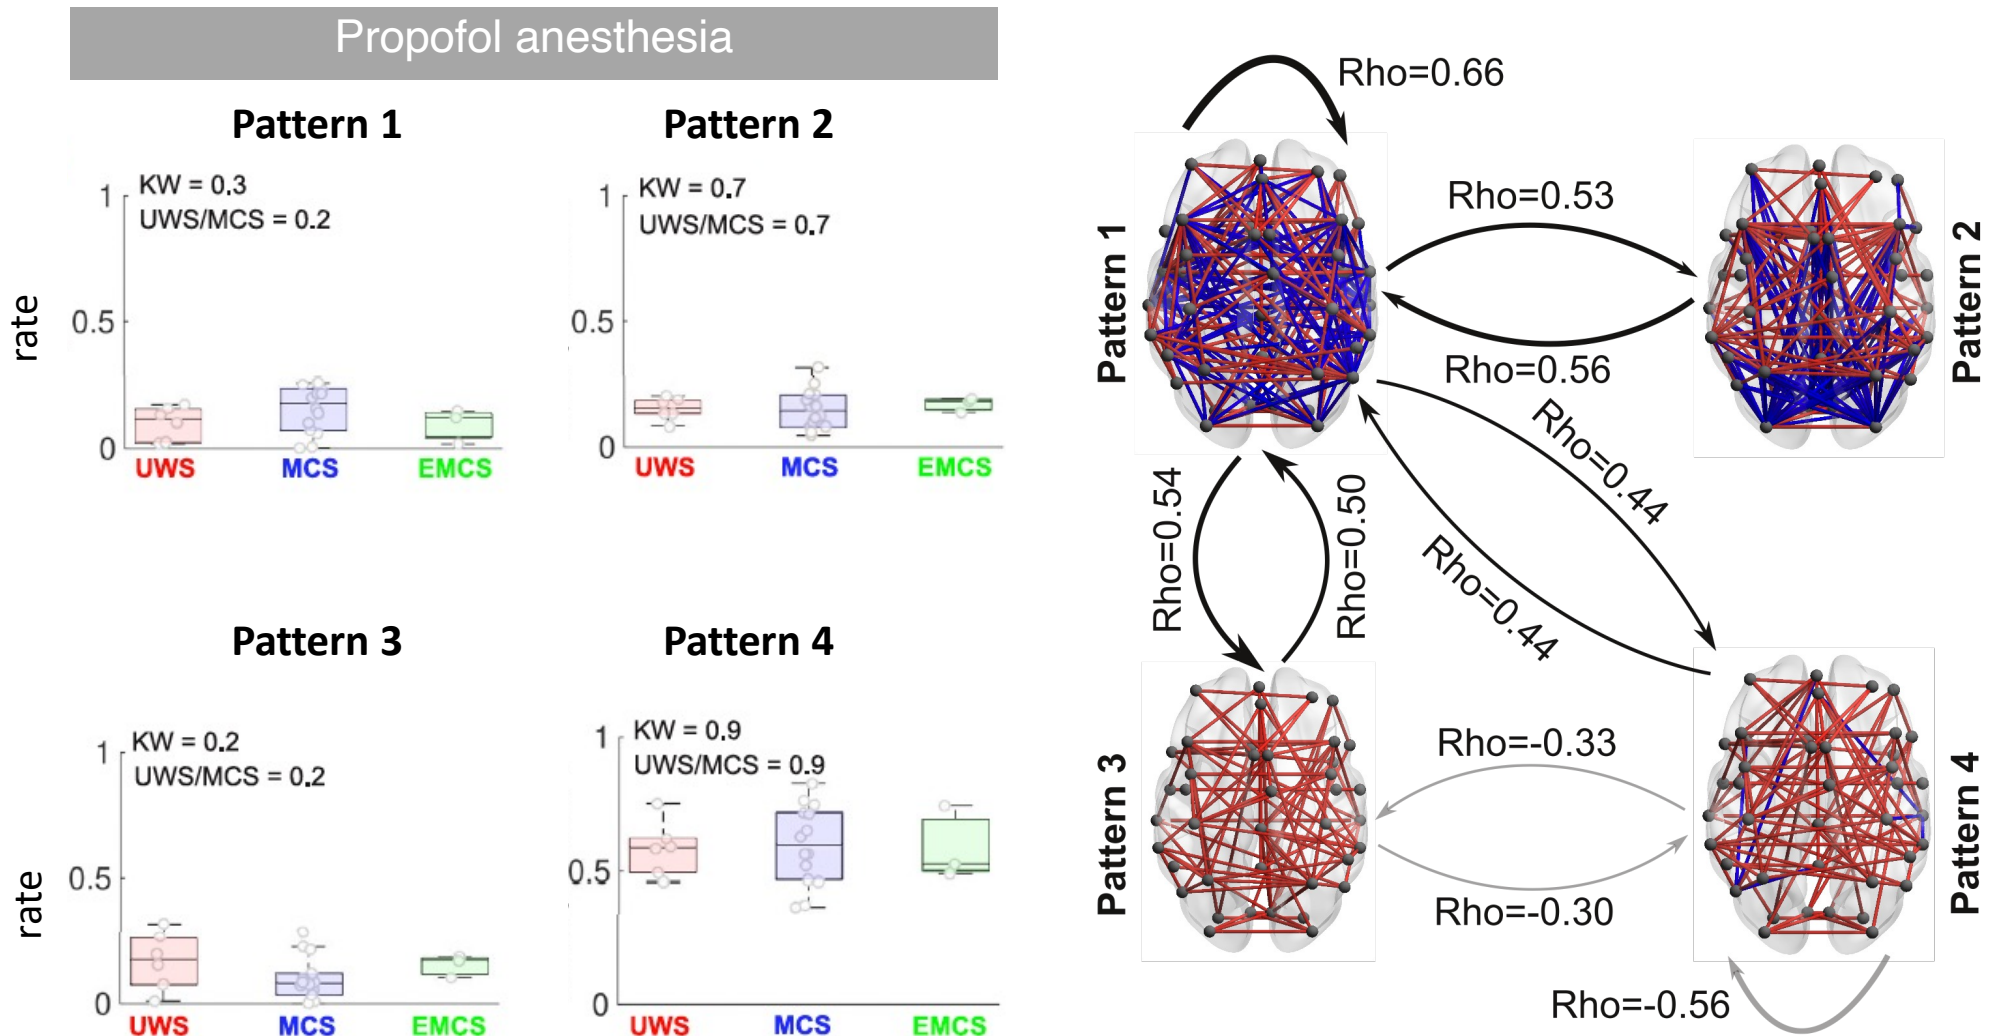 Propofol anesthesia
Pattern 1
KW = 0.3
UWS/MCS = 0.2
1
0.5
0
rate
UWS
MCS
EMCS
Pattern 2
KW = 0.7
UWS/MCS = 0.7
1
0.5
0
UWS
MCS
EMCS
Pattern 3
KW = 0.2
UWS/MCS = 0.2
1
0.5
0
rate
UWS
MCS
EMCS
Pattern 4
KW = 0.9
UWS/MCS = 0.9
1
0.5
0
UWS
MCS
EMCS
Rho=0.66
Pattern 1
Rho=0.53
Rho=0.56
Pattern 2
Rho=0.44
Rho=0.44
Rho=0.54
Rho=0.50
Pattern 3
Rho=-0.33
Rho=-0.30
Pattern 4
Rho=-0.56